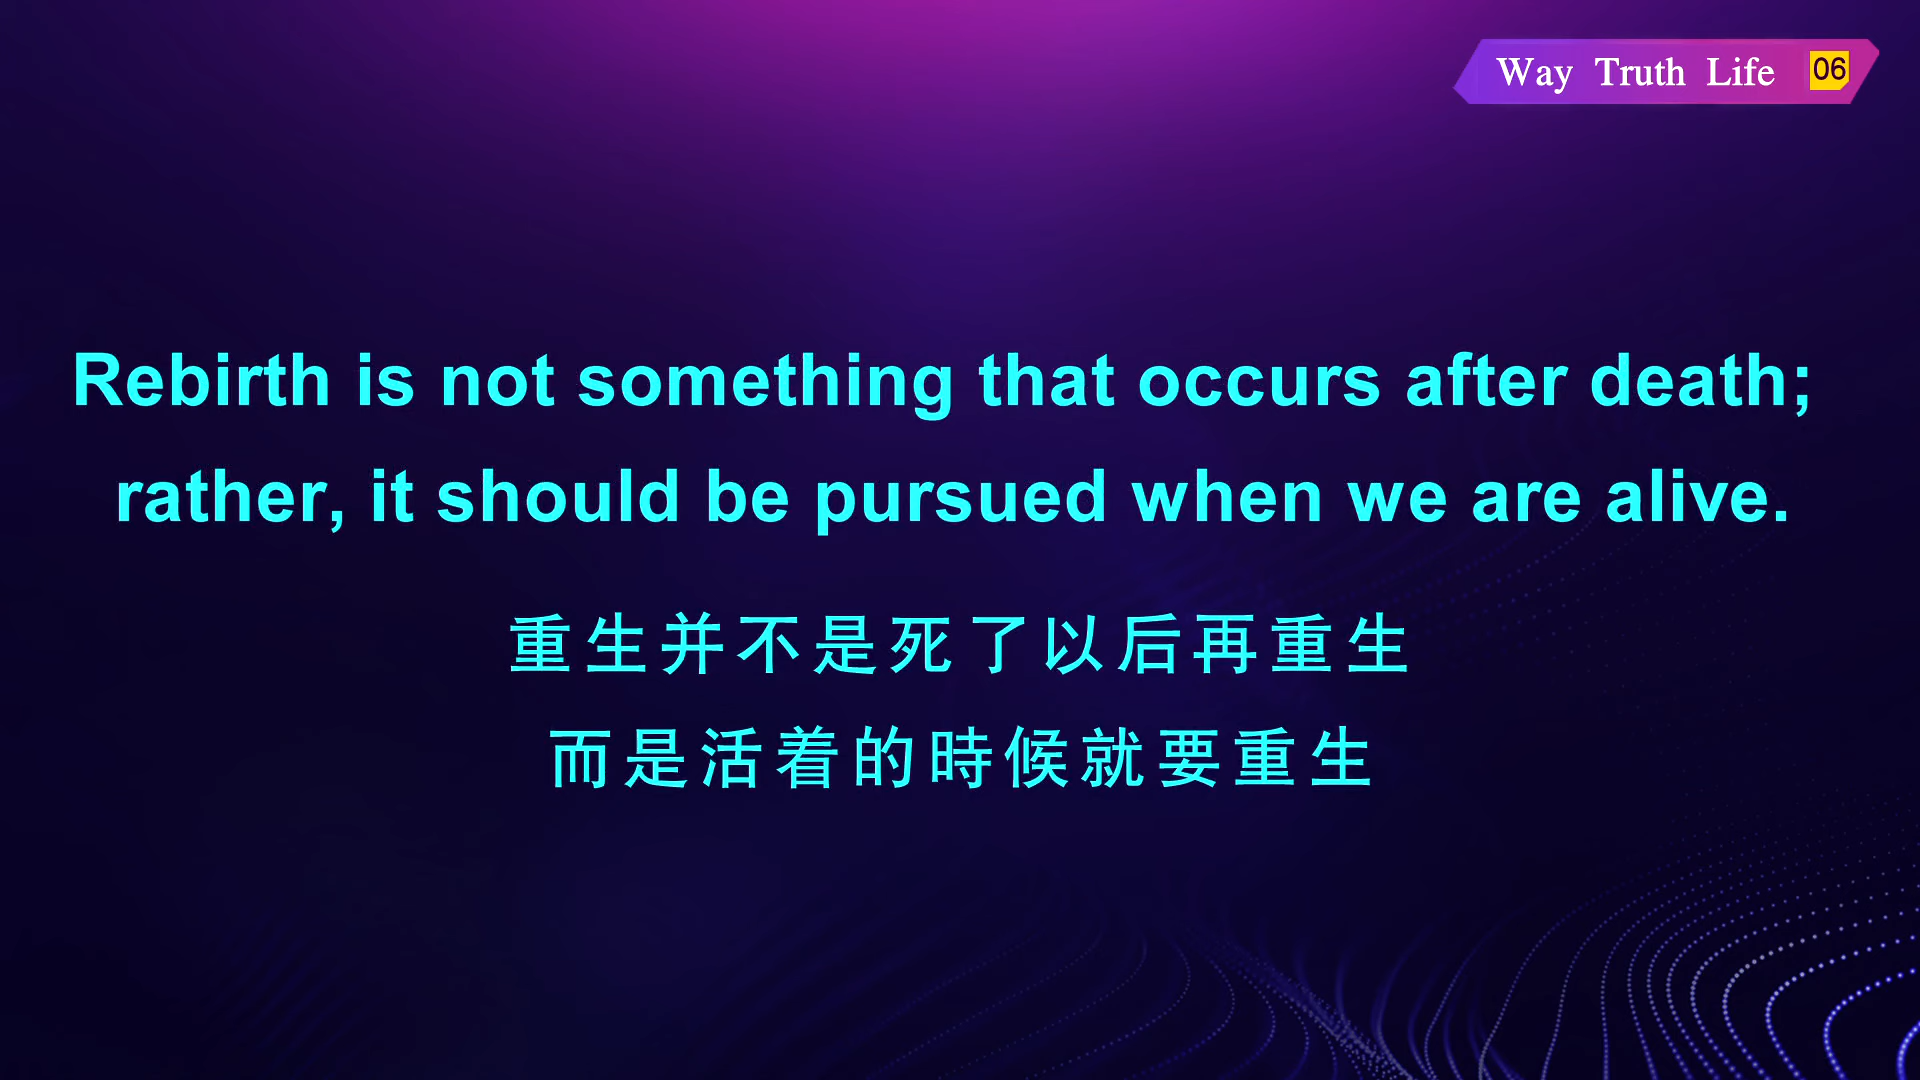 Way Truth Life 06
Rebirth is not something that occurs after death;
rather, it should be pursued when we are alive.
重生并不是死了以后再重生
而是活着的時候就要重生